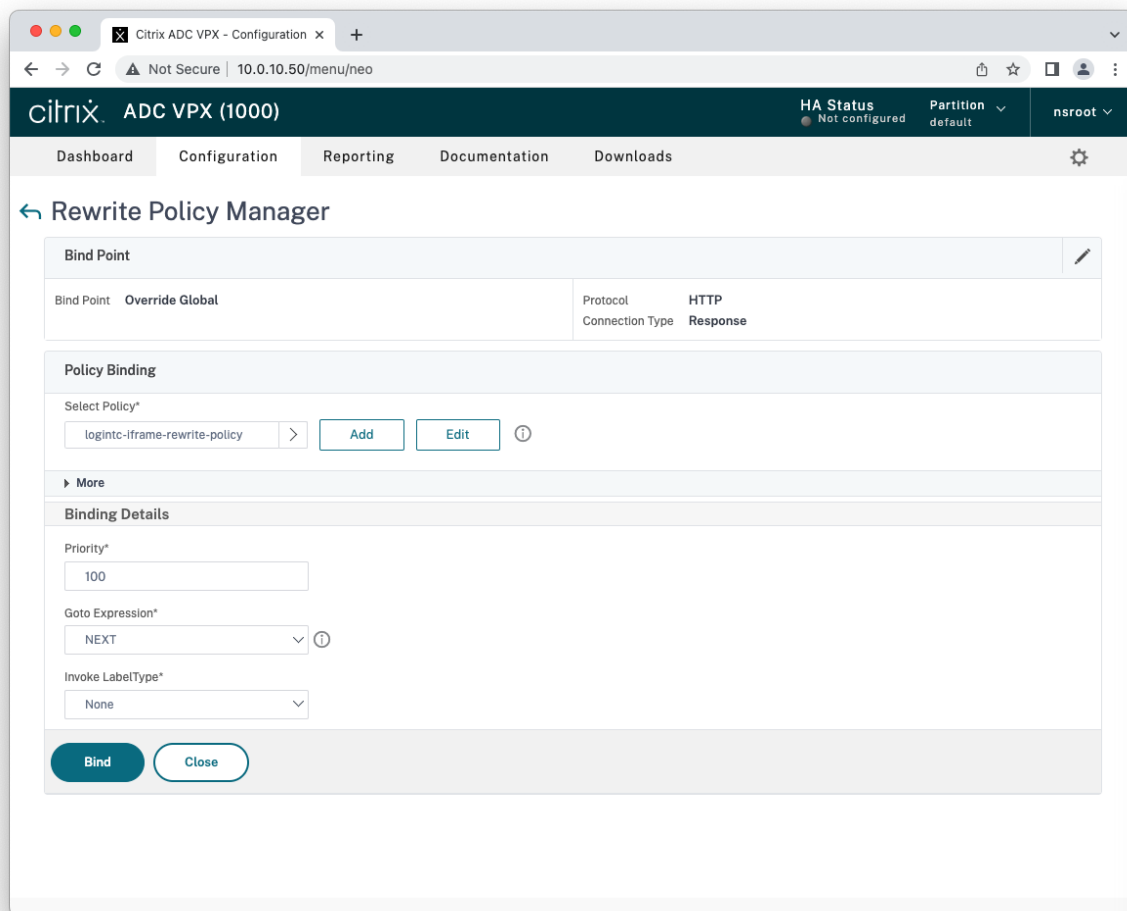 Citrix ADC VPX - Configuration
Not Secure 10.0.10.50/menu/neo
citrix. ADC VPX (1000)
HA Status
Not configured
Partition
default
nsroot
Dashboard Configuration Reporting Documentation Downloads
Rewrite Policy Manager
Bind Point
Bind Point Override Global
Protocol HTTP
Connection Type Response
Policy Binding
Select Policy*
logintc-iframe-rewrite-policy Add Edit
More
Binding Details
Priority*
100
Goto Expression*
NEXT
Invoke LabelType*
None
Bind Close